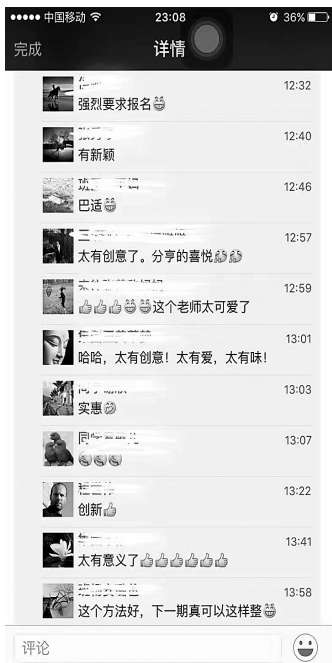 中国移动 23:08 36%
完成 详情
12:32
强烈要求报名
12:40
有新颖
12:46
巴适
12:57
太有创意了。分亨的喜悦
12:59
这个老师太可爱了
13:01
哈哈，太有创意！太有爱，太有味！
13:03
实惠
13:07
13:22
创新
13:41
太有意义了
13:58
这个方法好，下一期真可以这样整
评论